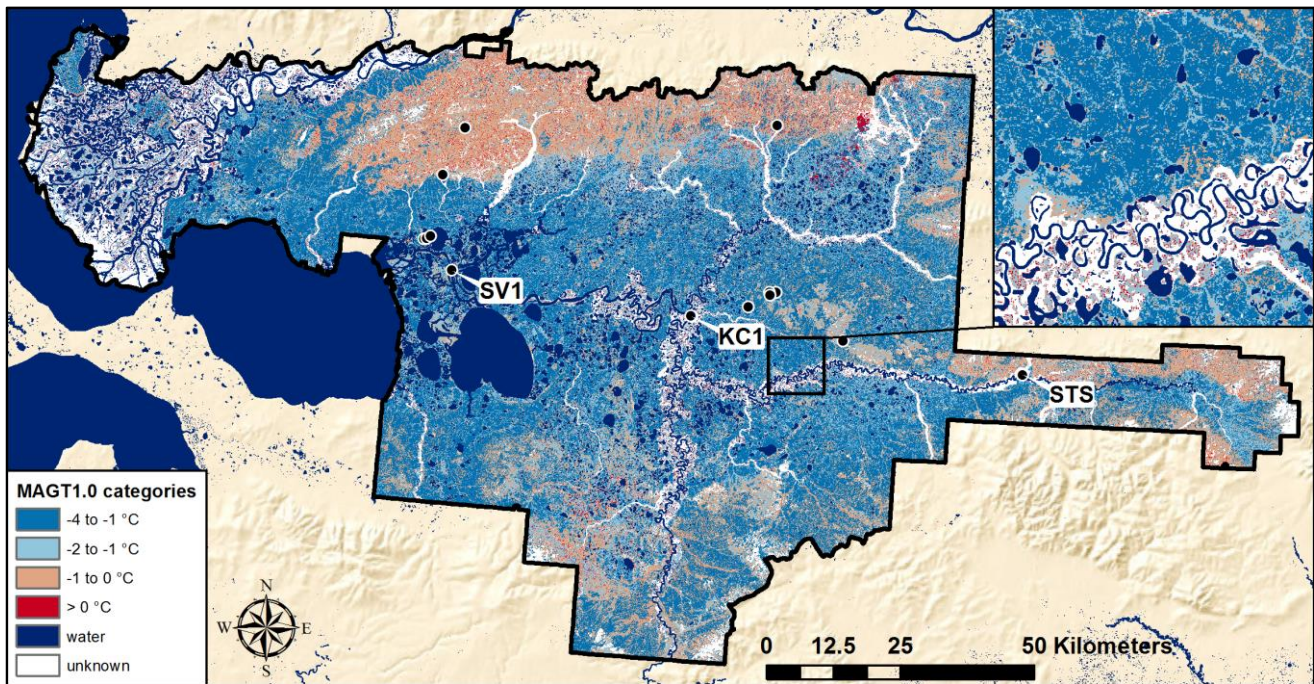 SV1
KC1
STS
MAGT1.0 categories
-4 to -1 °C
-2 to -1 °C
-1 to 0 °C
> 0 °C
water
unknown
N
W E
S
0 12.5 25 50 Kilometers